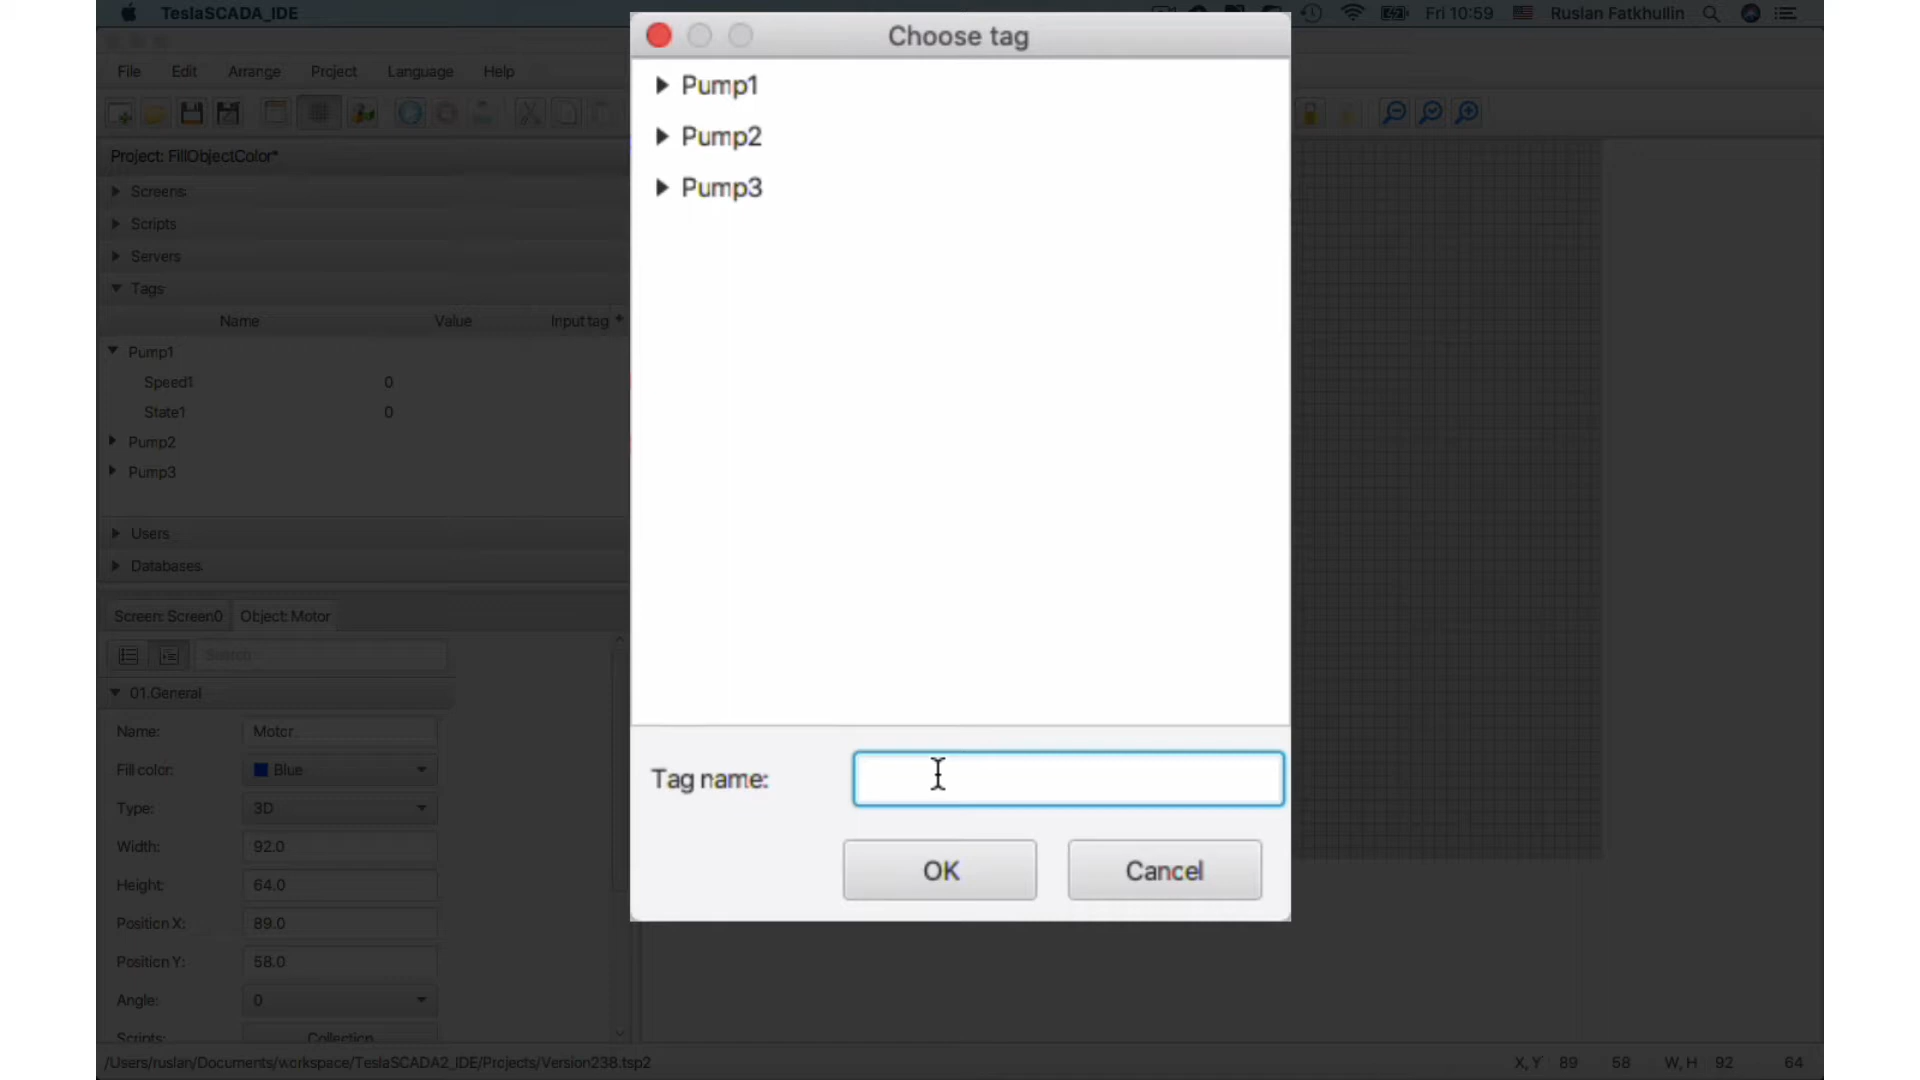 TeslaSCADA_IDE
Fri 10:59 Ruslan Fatkhullin
Choose tag
File Edit Arrange Project Language Help
Pump1
Pump2
Pump3
Project: FillObjectColor*
Screens
Scripts
Servers
Tags
Name Value Input tag
Pump1
Speed1 0
State1 0
Pump2
Pump3
Users
Databases
Screen: Screen0 Object: Motor
Search
01.General
Name: Motor
Fill color: Blue
Type: 3D
Width: 92.0
Height: 64.0
Position X: 89.0
Position Y: 58.0
Angle: 0
Scripts: Collection
Tag name:
OK Cancel
/Users/ruslan/Documents/workspace/TeslaSCADA2_IDE/Projects/Version238.tsp2
X, Y 89 58 W, H 92 64